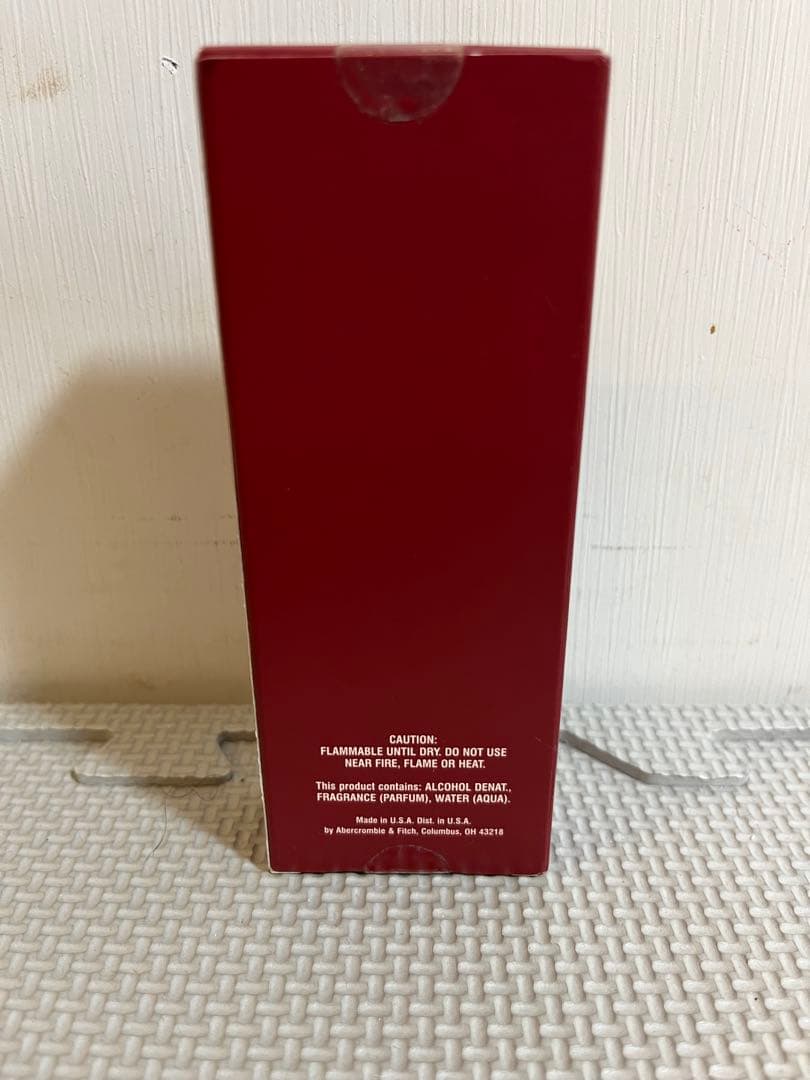 CAUTION:
FLAMMABLE UNTIL DRY. DO NOT USE
NEAR FIRE, FLAME OR HEAT.
This product contains: ALCOHOL DENAT.,
FRAGRANCE (PARFUM), WATER (AQUA).
Made in U.S.A. Dist. in U.S.A.
by Abercrombie & Fitch, Columbus, OH 43218